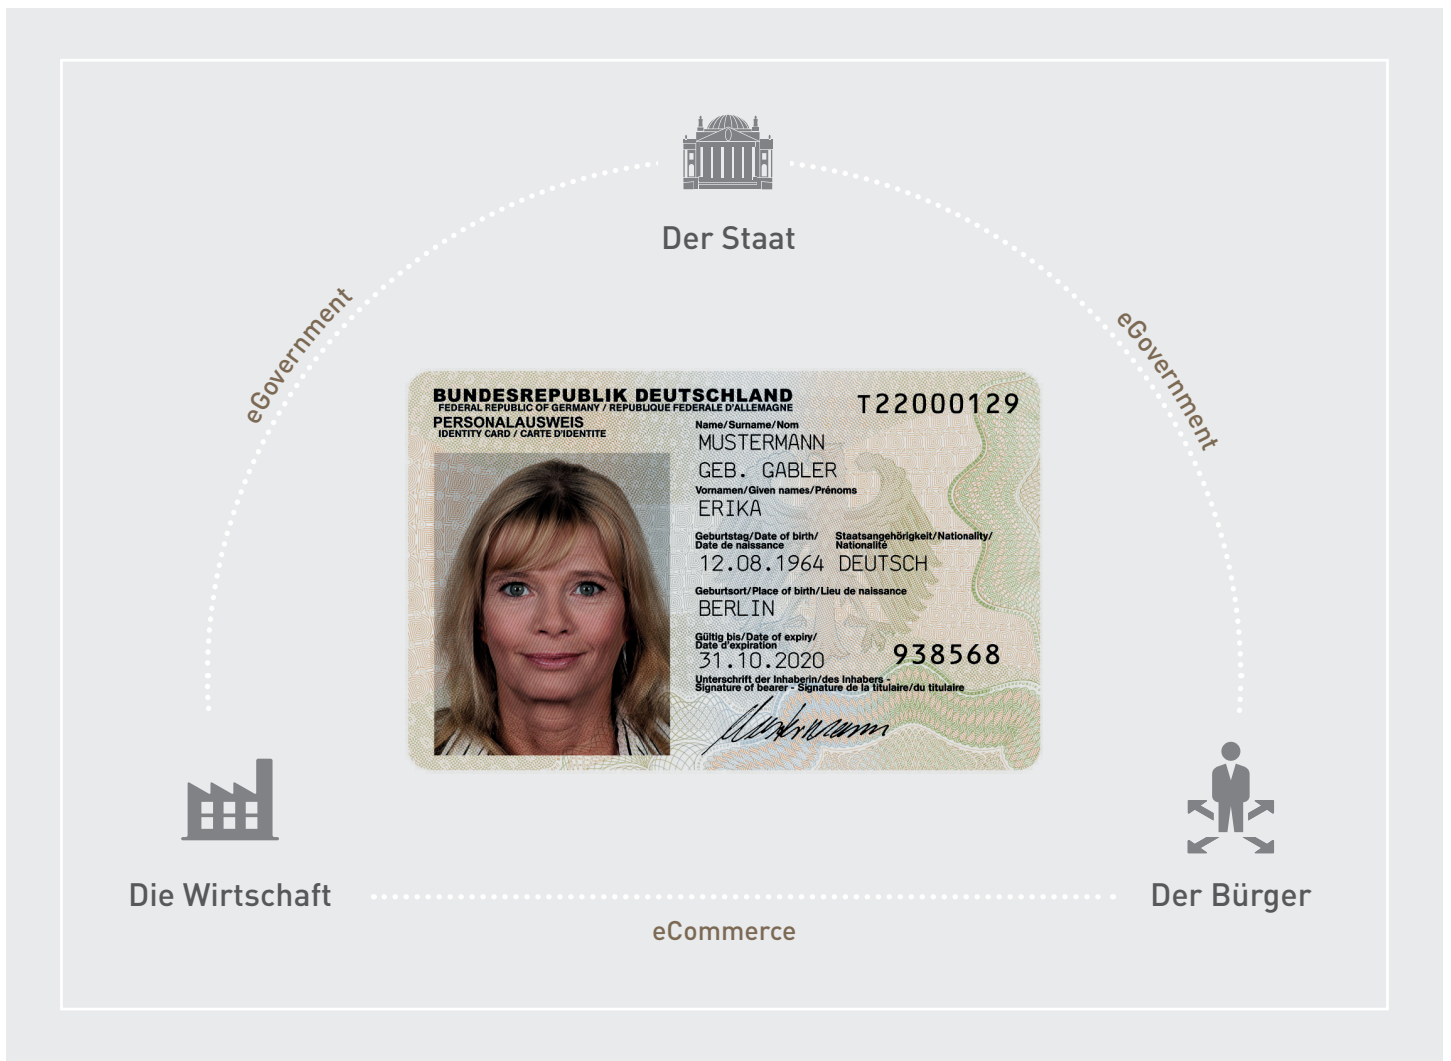 Der Staat
eGovernment
eGovernment
BUNDESREPUBLIK DEUTSCHLAND
FEDERAL REPUBLIC OF GERMANY / REPUBLIQUE FEDERALE D'ALLEMAGNE
PERSONALAUSWEIS
IDENTITY CARD / CARTE D'IDENTITE
T22000129
Name/Surname/Nom
MUSTERMANN
GEB. GABLER
Vornamen/Given names/Prénoms
ERIKA
Geburtstag/Date of birth/
Date de naissance
12.08.1964
Staatsangehörigkeit/Nationality/
Nationalité
DEUTSCH
Geburtsort/Place of birth/Lieu de naissance
BERLIN
Gültig bis/Date of expiry/
Date d'expiration
31.10.2020
938568
Unterschrift der Inhaberin/des Inhabers -
Signature of bearer - Signature de la titulaire/du titulaire
Mustermann
Die Wirtschaft
Der Bürger
eCommerce